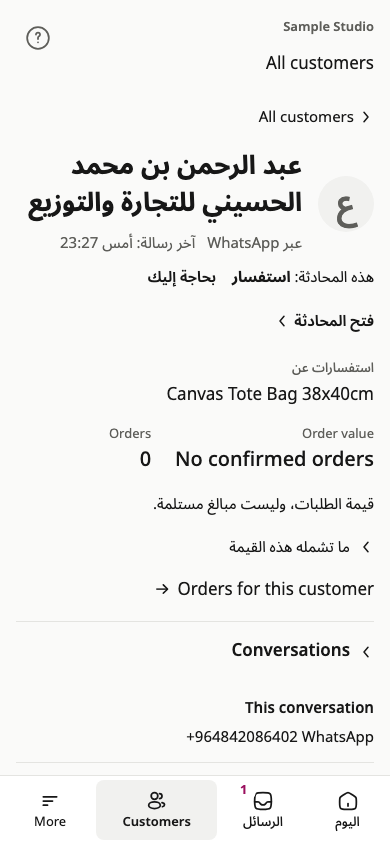 Sample Studio
All customers
All customers
عبد الرحمن بن محمد
الحسيني للتجارة والتوزيع
ع
عبر WhatsApp آخر رسالة: أمس 23:27
هذه المحادثة: استفسار بحاجة إليك
فتح المحادثة
استفسارات عن
Canvas Tote Bag 38x40cm
Order value
No confirmed orders
Orders
0
قيمة الطلبات، وليست مبالغ مستلمة.
ما تشمله هذه القيمة
Orders for this customer →
Conversations
This conversation
+964842086402 WhatsApp
اليوم
1
الرسائل
Customers
More